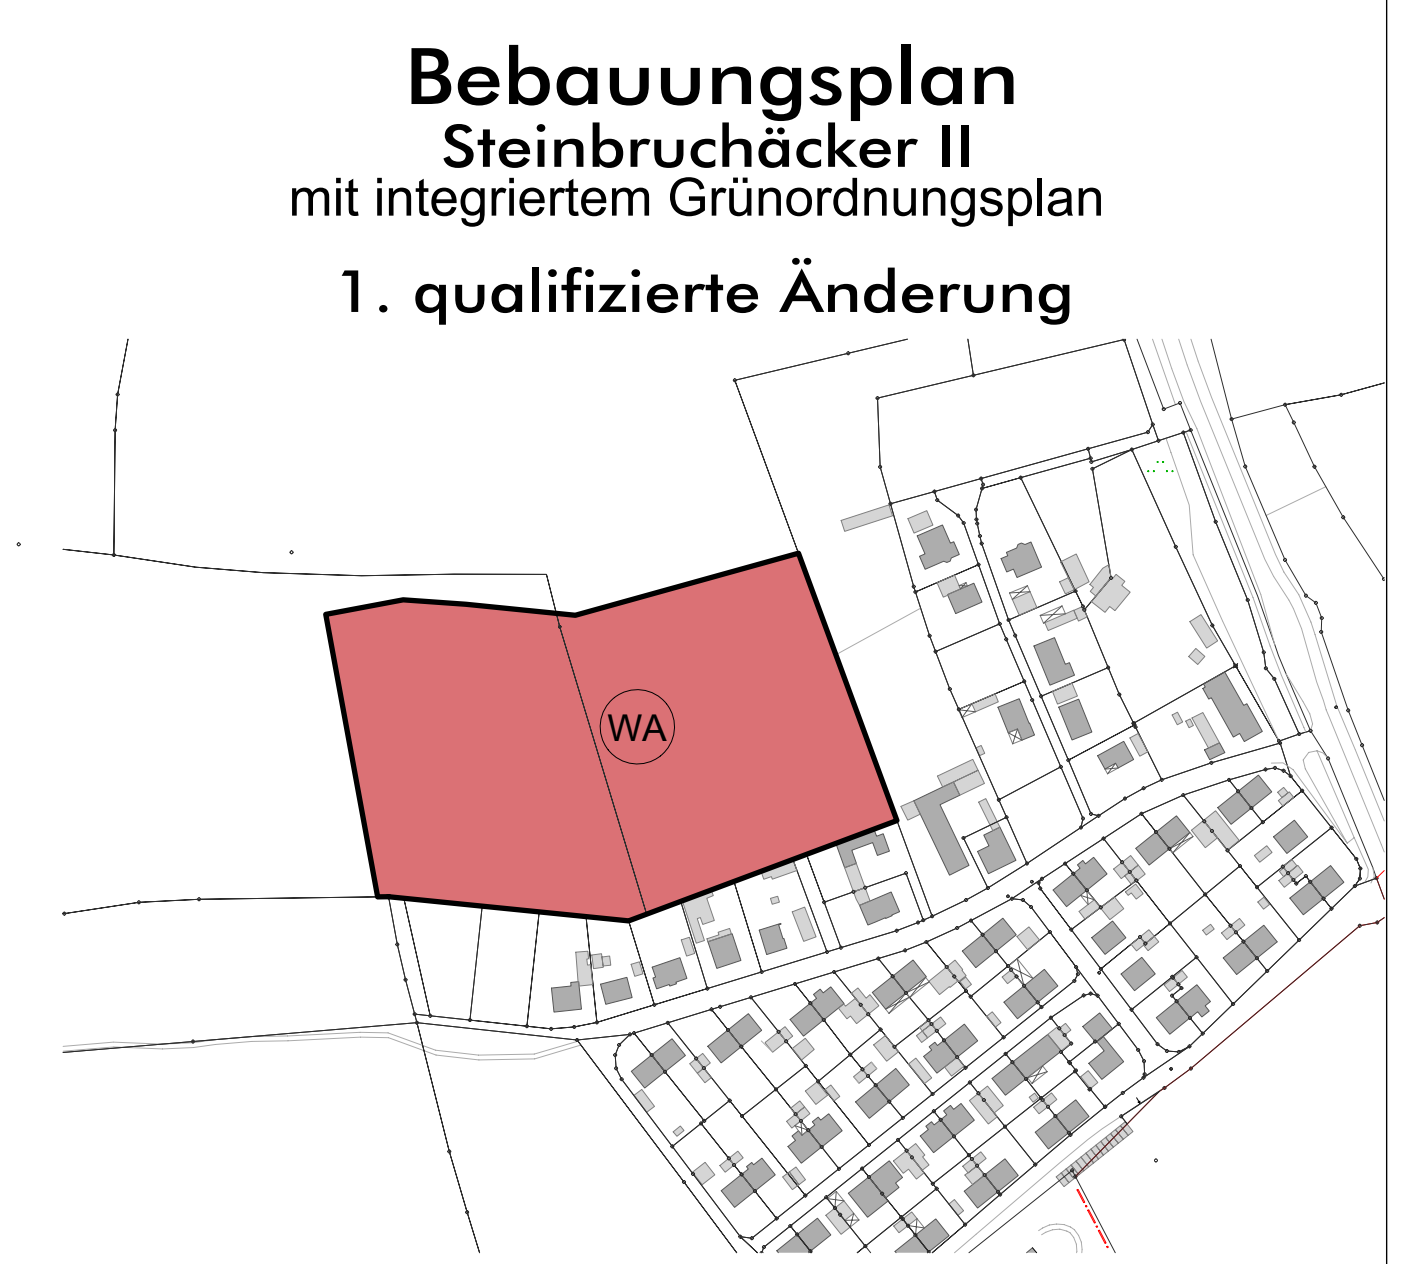 Bebauungsplan
Steinbruchäcker II
mit integriertem Grünordnungsplan
1. qualifizierte Änderung
WA